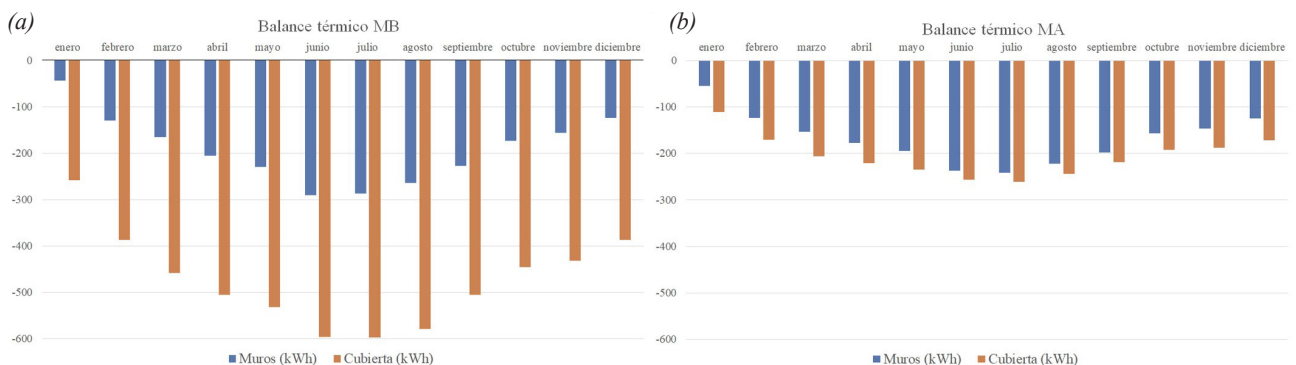 (a)
Balance térmico MB
enero febrero marzo abril mayo junio julio agosto septiembre octubre noviembre diciembre
0
-100
-200
-300
-400
-500
-600
Muros (kWh) Cubierta (kWh)
(b)
Balance térmico MA
enero febrero marzo abril mayo junio julio agosto septiembre octubre noviembre diciembre
0
-100
-200
-300
-400
-500
-600
Muros (kWh) Cubierta (kWh)